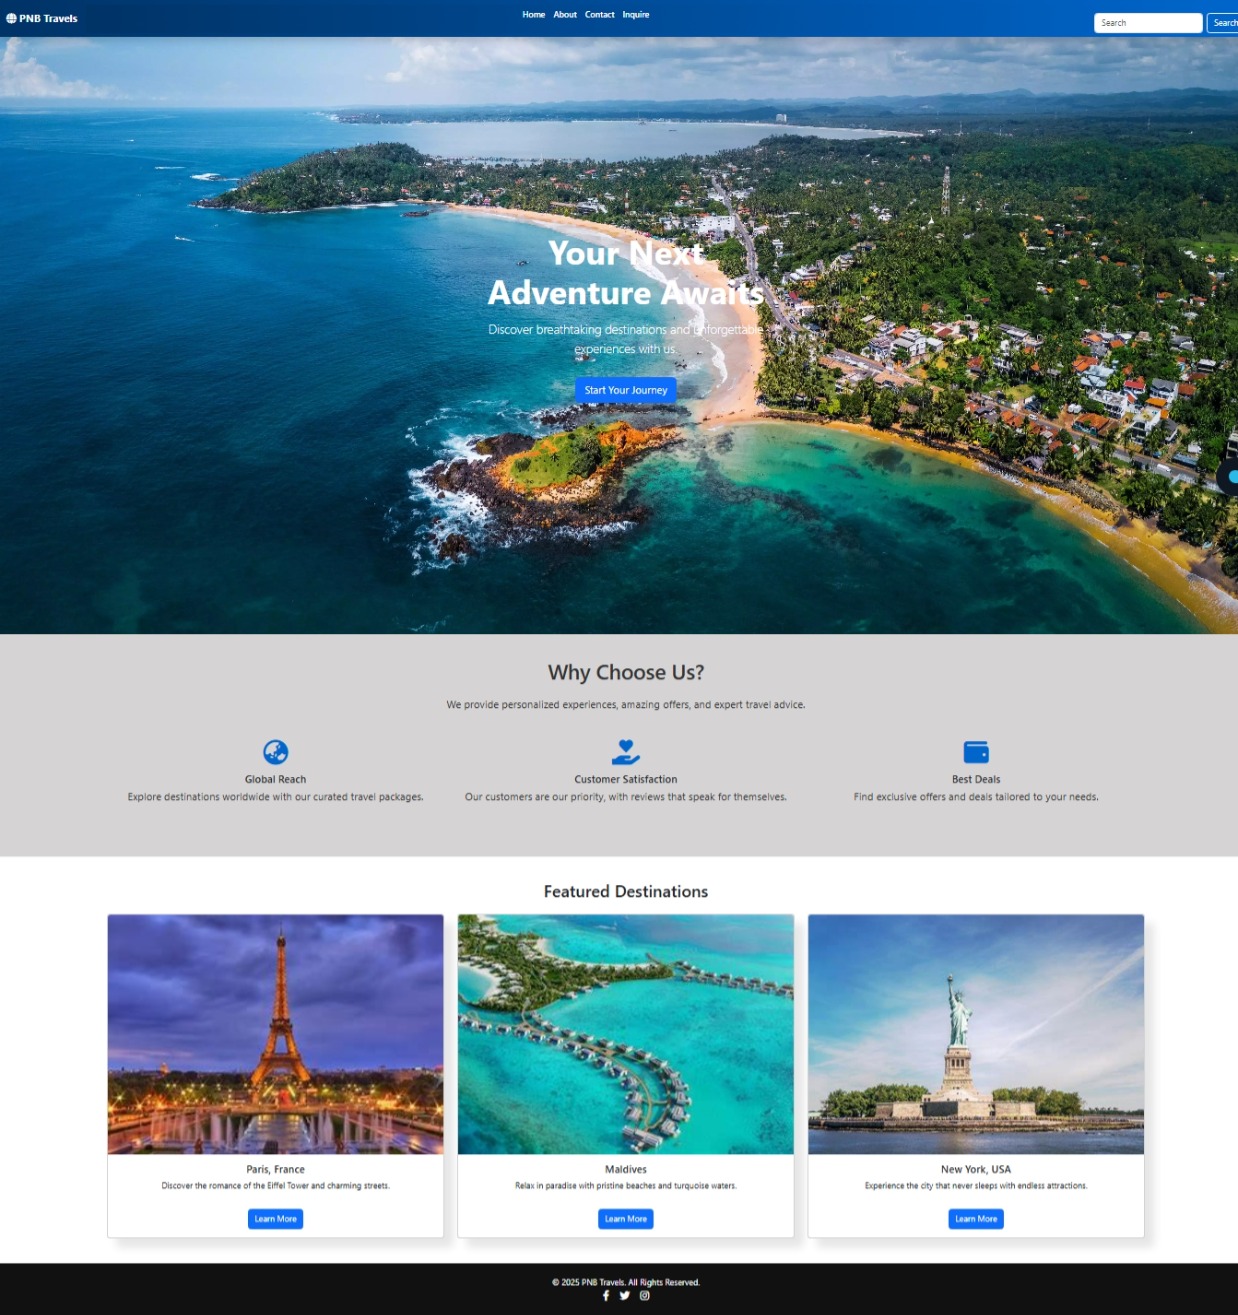 PNB Travels
Home About Contact Inquire
Search Search
Your Next
Adventure Awaits
Discover breathtaking destinations and unforgettable
experiences with us.
Start Your Journey
Why Choose Us?
We provide personalized experiences, amazing offers, and expert travel advice.
Global Reach
Explore destinations worldwide with our curated travel packages.
Customer Satisfaction
Our customers are our priority, with reviews that speak for themselves.
Best Deals
Find exclusive offers and deals tailored to your needs.
Featured Destinations
Paris, France
Discover the romance of the Eiffel Tower and charming streets.
Learn More
Maldives
Relax in paradise with pristine beaches and turquoise waters.
Learn More
New York, USA
Experience the city that never sleeps with endless attractions.
Learn More
© 2025 PNB Travels. All Rights Reserved.